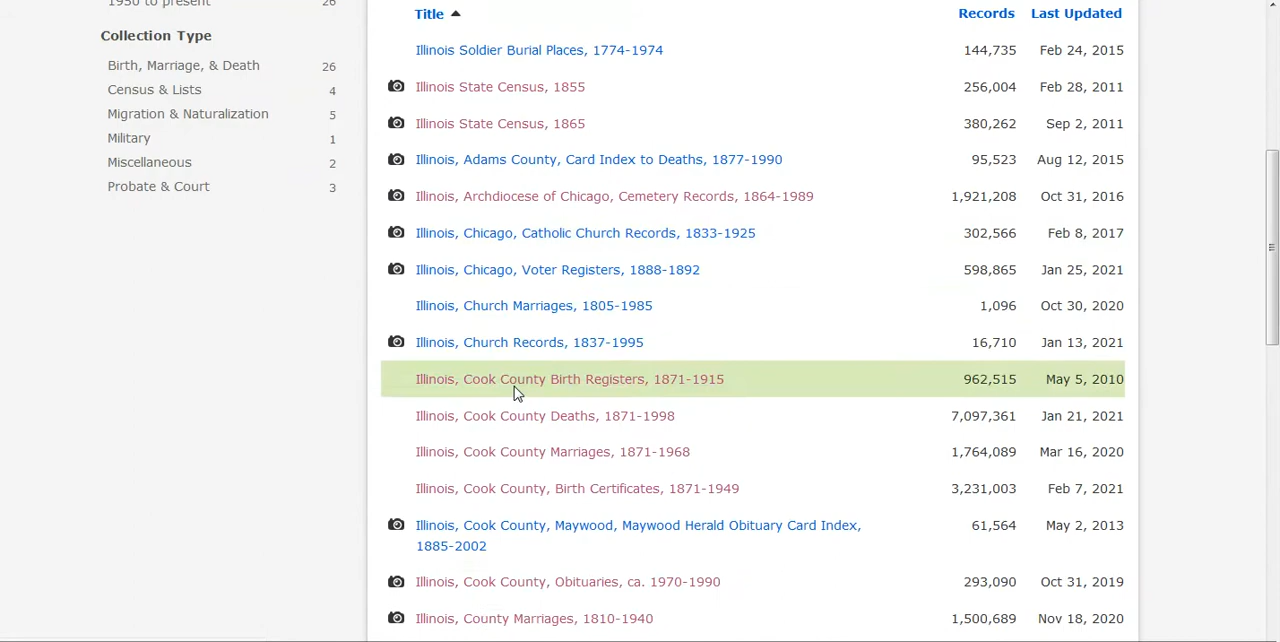 1950 to present 26
Collection Type
Birth, Marriage, & Death 26
Census & Lists 4
Migration & Naturalization 5
Military 1
Miscellaneous 2
Probate & Court 3
Title Records Last Updated
Illinois Soldier Burial Places, 1774-1974 144,735 Feb 24, 2015
Illinois State Census, 1855 256,004 Feb 28, 2011
Illinois State Census, 1865 380,262 Sep 2, 2011
Illinois, Adams County, Card Index to Deaths, 1877-1990 95,523 Aug 12, 2015
Illinois, Archdiocese of Chicago, Cemetery Records, 1864-1989 1,921,208 Oct 31, 2016
Illinois, Chicago, Catholic Church Records, 1833-1925 302,566 Feb 8, 2017
Illinois, Chicago, Voter Registers, 1888-1892 598,865 Jan 25, 2021
Illinois, Church Marriages, 1805-1985 1,096 Oct 30, 2020
Illinois, Church Records, 1837-1995 16,710 Jan 13, 2021
Illinois, Cook County Birth Registers, 1871-1915 962,515 May 5, 2010
Illinois, Cook County Deaths, 1871-1998 7,097,361 Jan 21, 2021
Illinois, Cook County Marriages, 1871-1968 1,764,089 Mar 16, 2020
Illinois, Cook County, Birth Certificates, 1871-1949 3,231,003 Feb 7, 2021
Illinois, Cook County, Maywood, Maywood Herald Obituary Card Index, 61,564 May 2, 2013
1885-2002
Illinois, Cook County, Obituaries, ca. 1970-1990 293,090 Oct 31, 2019
Illinois, County Marriages, 1810-1940 1,500,689 Nov 18, 2020